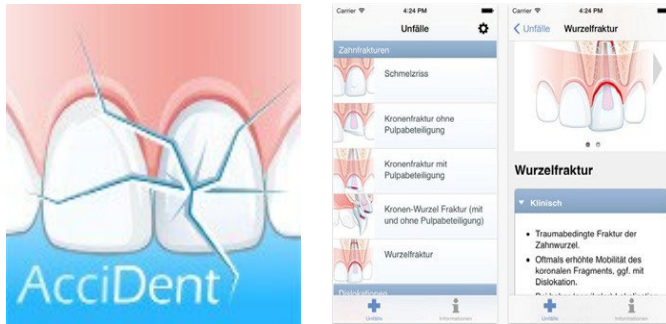 AcciDent
Carrier 4:24 PM
Unfälle
Zahnfrakturen
Schmelzriss
Kronenfraktur ohne
Pulpabeteiligung
Kronenfraktur mit
Pulpabeteiligung
Kronen-Wurzel Fraktur (mit
und ohne Pulpabeteiligung)
Wurzelfraktur
Dislokationen
Unfälle Informationen
Carrier 4:24 PM
Unfälle Wurzelfraktur
Wurzelfraktur
Klinisch
Traumabedingte Fraktur der
Zahnwurzel.
Oftmals erhöhte Mobilität des
koronalen Fragments, ggf. mit
Dislokation.
Unfälle Informationen